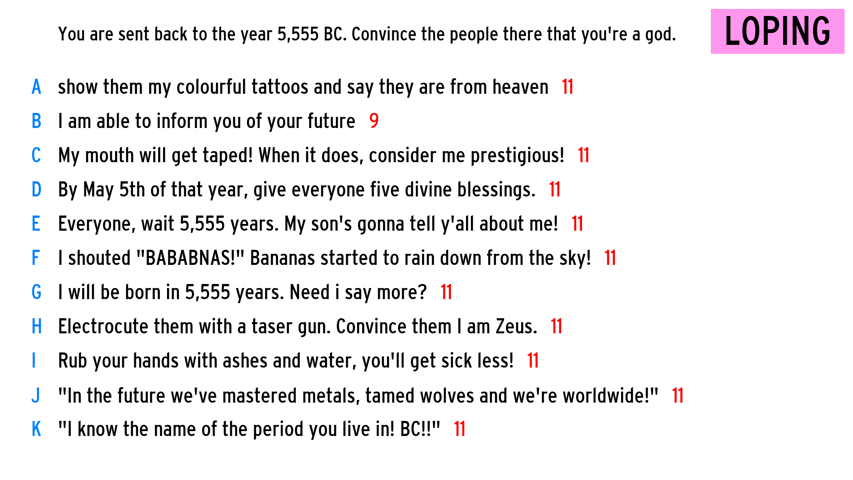 You are sent back to the year 5,555 BC. Convince the people there that you're a god.
LOPING
A show them my colourful tattoos and say they are from heaven 11
B I am able to inform you of your future 9
C My mouth will get taped! When it does, consider me prestigious! 11
D By May 5th of that year, give everyone five divine blessings. 11
E Everyone, wait 5,555 years. My son's gonna tell y'all about me! 11
F I shouted "BABABNAS!" Bananas started to rain down from the sky! 11
G I will be born in 5,555 years. Need i say more? 11
H Electrocute them with a taser gun. Convince them I am Zeus. 11
I Rub your hands with ashes and water, you'll get sick less! 11
J "In the future we've mastered metals, tamed wolves and we're worldwide!" 11
K "I know the name of the period you live in! BC!!" 11